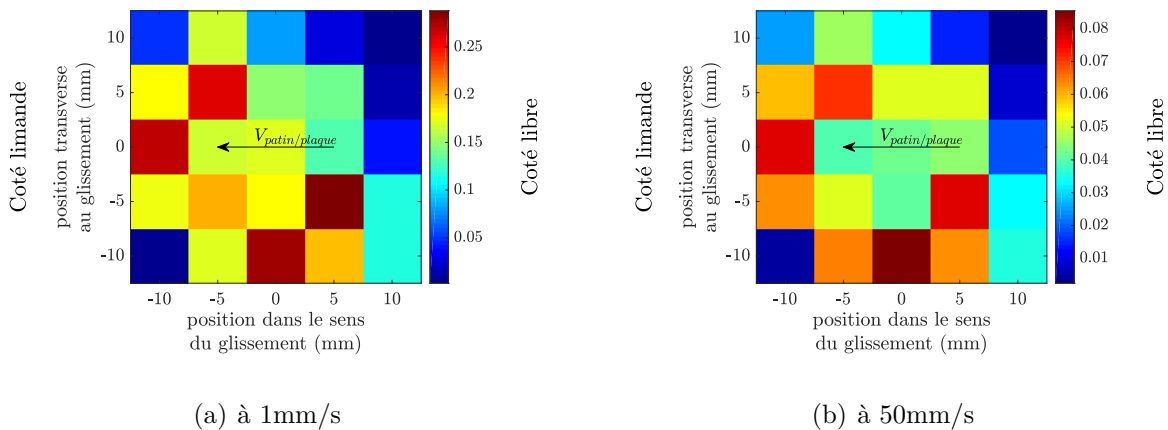 Coté limande
position transverse
au glissement (mm)
10
5
0
-5
-10
-10 -5 0 5 10
position dans le sens
du glissement (mm)
V_patin/plaque
0.25
0.2
0.15
0.1
0.05
Coté libre
(a) à 1mm/s
Coté limande
position transverse
au glissement (mm)
10
5
0
-5
-10
-10 -5 0 5 10
position dans le sens
du glissement (mm)
V_patin/plaque
0.08
0.07
0.06
0.05
0.04
0.03
0.02
0.01
Coté libre
(b) à 50mm/s